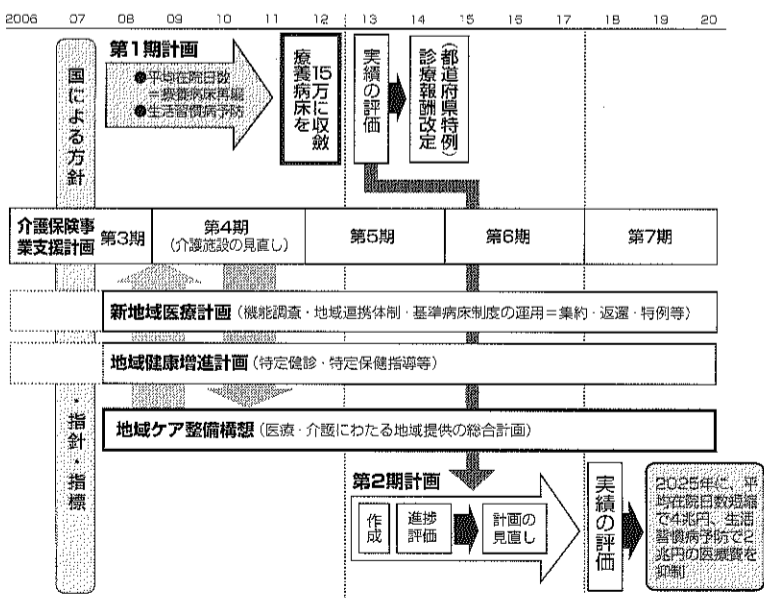 2006 07 08 09 10 11 12 13 14 15 16 17 18 19 20
国による方針・指針・指標
第1期計画
●平均在院日数
=療養病床再編
●生活習慣病予防
療養病床を
15万に収斂
実績の評価
診療報酬改定
(都道府県特例)
介護保険事
業支援計画
第3期
第4期
(介護施設の見直し)
第5期
第6期
第7期
新地域医療計画(機能調査・地域連携体制・基準病床制度の運用=集約・返還・特例等)
地域健康増進計画(特定健診・特定保健指導等)
地域ケア整備構想(医療・介護にわたる地域提供の総合計画)
第2期計画
作成
進捗
評価
計画の
見直し
実績の評価
2025年に、平
均在院日数短縮
で4兆円、生活
習慣病予防で2
兆円の医療費を
抑制